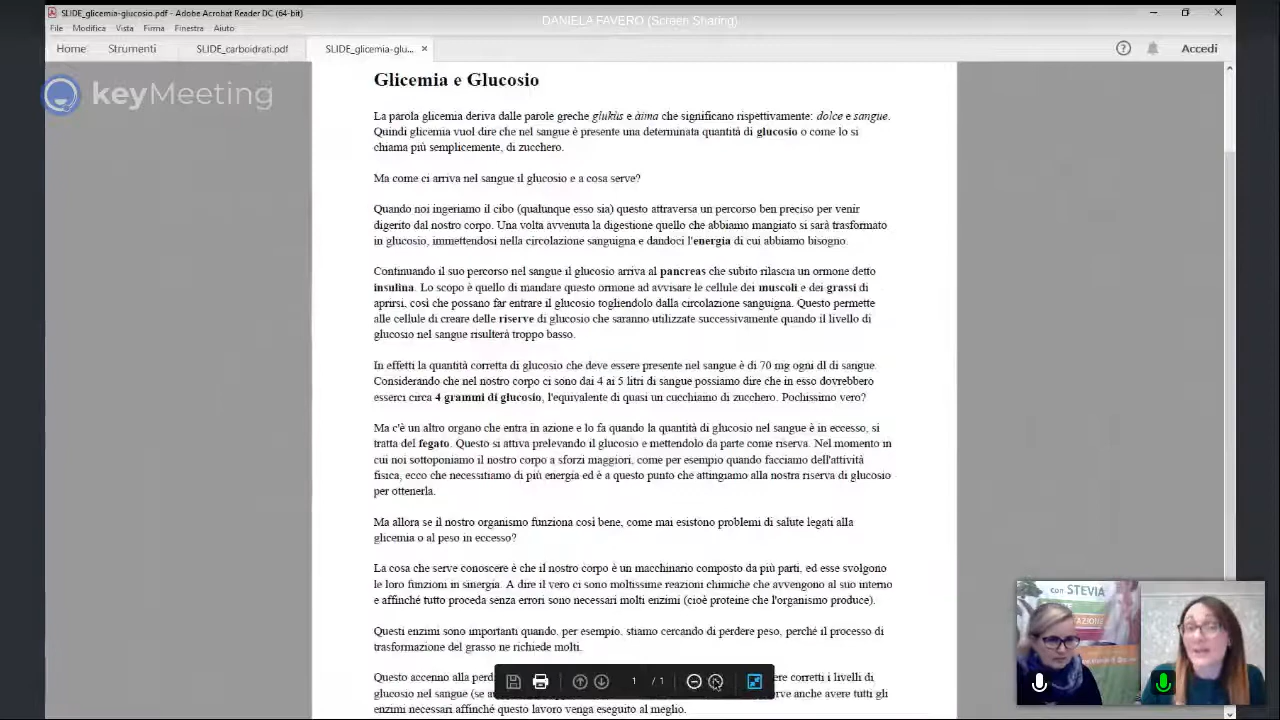 SLIDE_glicemia-glucosio.pdf - Adobe Acrobat Reader DC (64-bit)
DANIELA FAVERO (Screen Sharing)
File Modifica Vista Firma Finestra Aiuto
Home Strumenti SLIDE_carboidrati.pdf SLIDE_glicemia-glu... × Accedi
keyMeeting
Glicemia e Glucosio
La parola glicemia deriva dalle parole greche glukùs e àima che significano rispettivamente: dolce e sangue.
Quindi glicemia vuol dire che nel sangue è presente una determinata quantità di glucosio o come lo si
chiama più semplicemente, di zucchero.
Ma come ci arriva nel sangue il glucosio e a cosa serve?
Quando noi ingeriamo il cibo (qualunque esso sia) questo attraversa un percorso ben preciso per venir
digerito dal nostro corpo. Una volta avvenuta la digestione quello che abbiamo mangiato si sarà trasformato
in glucosio, immettendosi nella circolazione sanguigna e dandoci l'energia di cui abbiamo bisogno.
Continuando il suo percorso nel sangue il glucosio arriva al pancreas che subito rilascia un ormone detto
insulina. Lo scopo è quello di mandare questo ormone ad avvisare le cellule dei muscoli e dei grassi di
aprirsi, così che possano far entrare il glucosio togliendolo dalla circolazione sanguigna. Questo permette
alle cellule di creare delle riserve di glucosio che saranno utilizzate successivamente quando il livello di
glucosio nel sangue risulterà troppo basso.
In effetti la quantità corretta di glucosio che deve essere presente nel sangue è di 70 mg ogni dl di sangue.
Considerando che nel nostro corpo ci sono dai 4 ai 5 litri di sangue possiamo dire che in esso dovrebbero
esserci circa 4 grammi di glucosio, l'equivalente di quasi un cucchiaino di zucchero. Pochissimo vero?
Ma c'è un altro organo che entra in azione e lo fa quando la quantità di glucosio nel sangue è in eccesso, si
tratta del fegato. Questo si attiva prelevando il glucosio e mettendolo da parte come riserva. Nel momento in
cui noi sottoponiamo il nostro corpo a sforzi maggiori, come per esempio quando facciamo dell'attività
fisica, ecco che necessitiamo di più energia ed è a questo punto che attingiamo alla nostra riserva di glucosio
per ottenerla.
Ma allora se il nostro organismo funziona così bene, come mai esistono problemi di salute legati alla
glicemia o al peso in eccesso?
La cosa che serve conoscere è che il nostro corpo è un macchinario composto da più parti, ed esse svolgono
le loro funzioni in sinergia. A dire il vero ci sono moltissime reazioni chimiche che avvengono al suo interno
e affinché tutto proceda senza errori sono necessari molti enzimi (cioè proteine che l'organismo produce).
Questi enzimi sono importanti quando, per esempio, stiamo cercando di perdere peso, perché il processo di
trasformazione del grasso ne richiede molti.
Questo accenno alla perd ere corretti i livelli di
glucosio nel sangue (se au rve anche avere tutti gli
enzimi necessari affinché questo lavoro venga eseguito al meglio.
1 / 1
con STEVIA